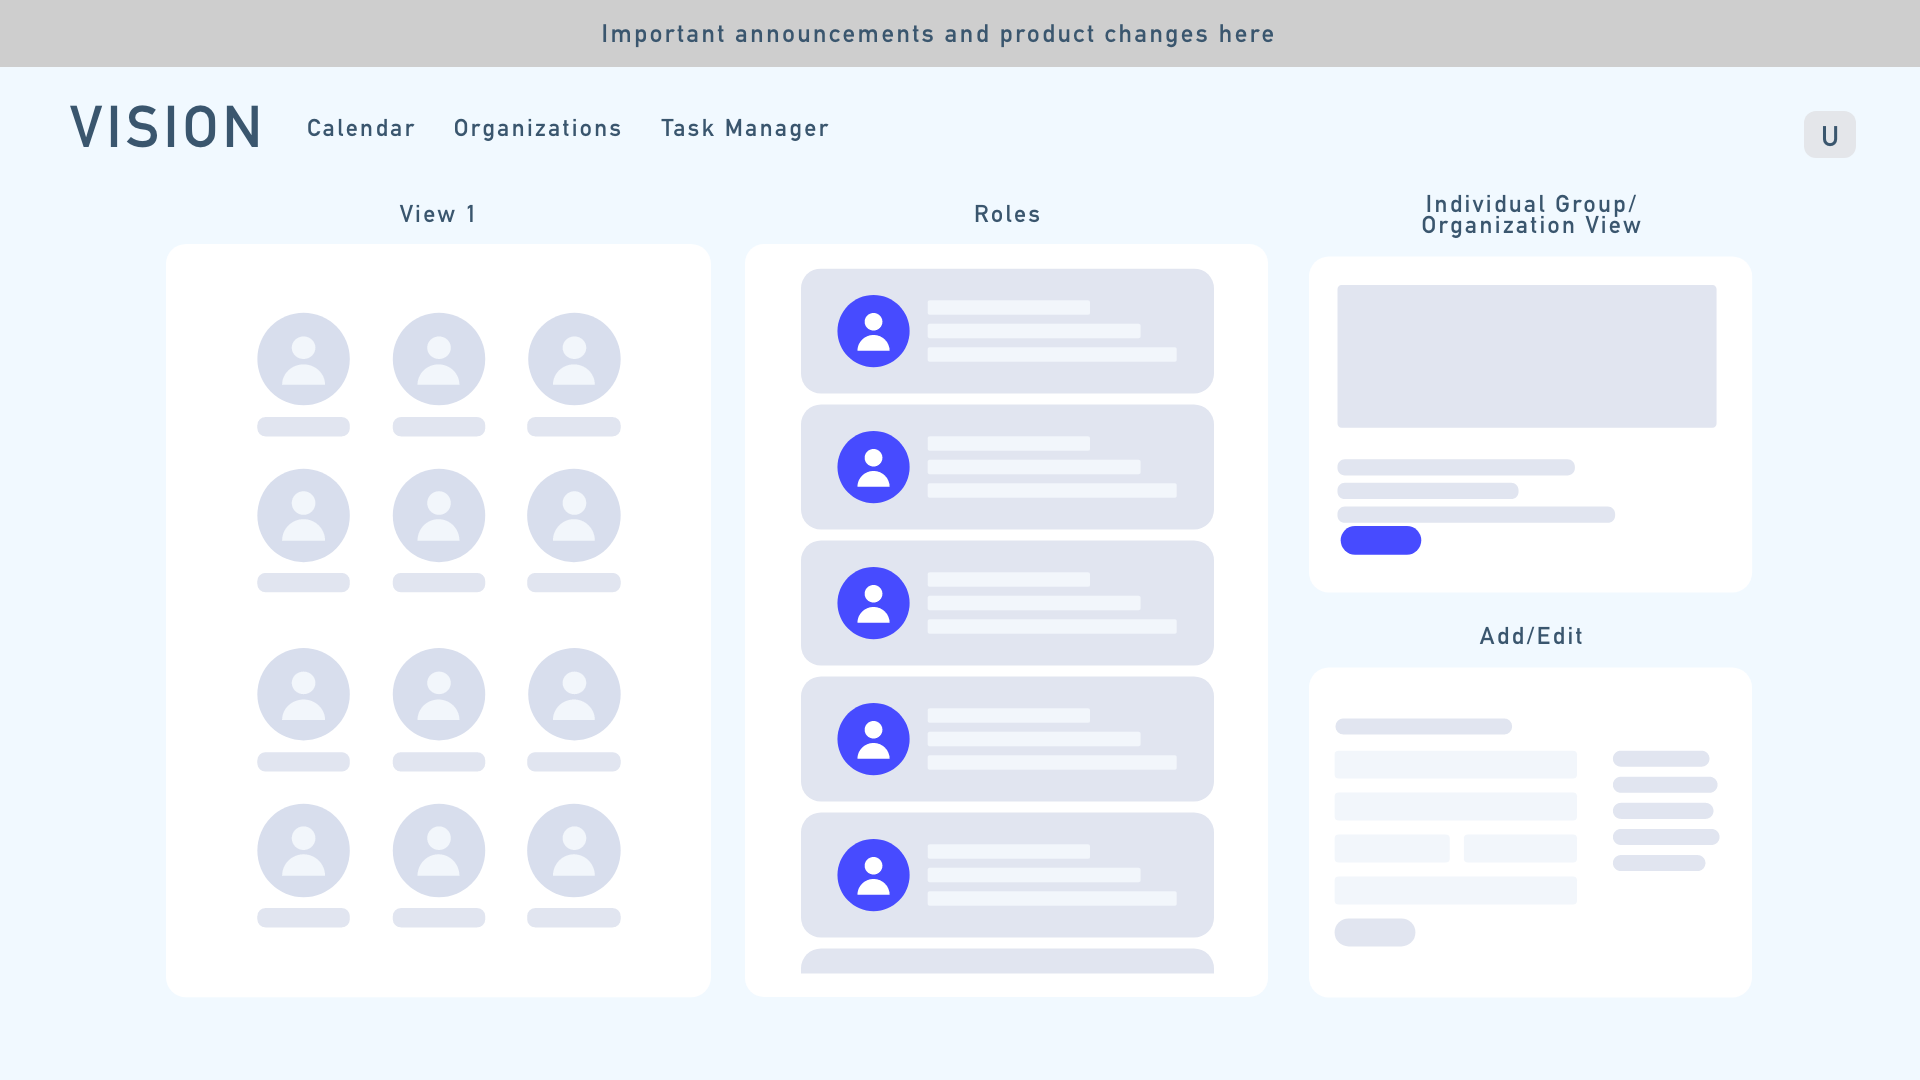 Important announcements and product changes here
VISION
Calendar
Organizations
Task Manager
U
View 1
Roles
Individual Group/
Organization View
Add/Edit